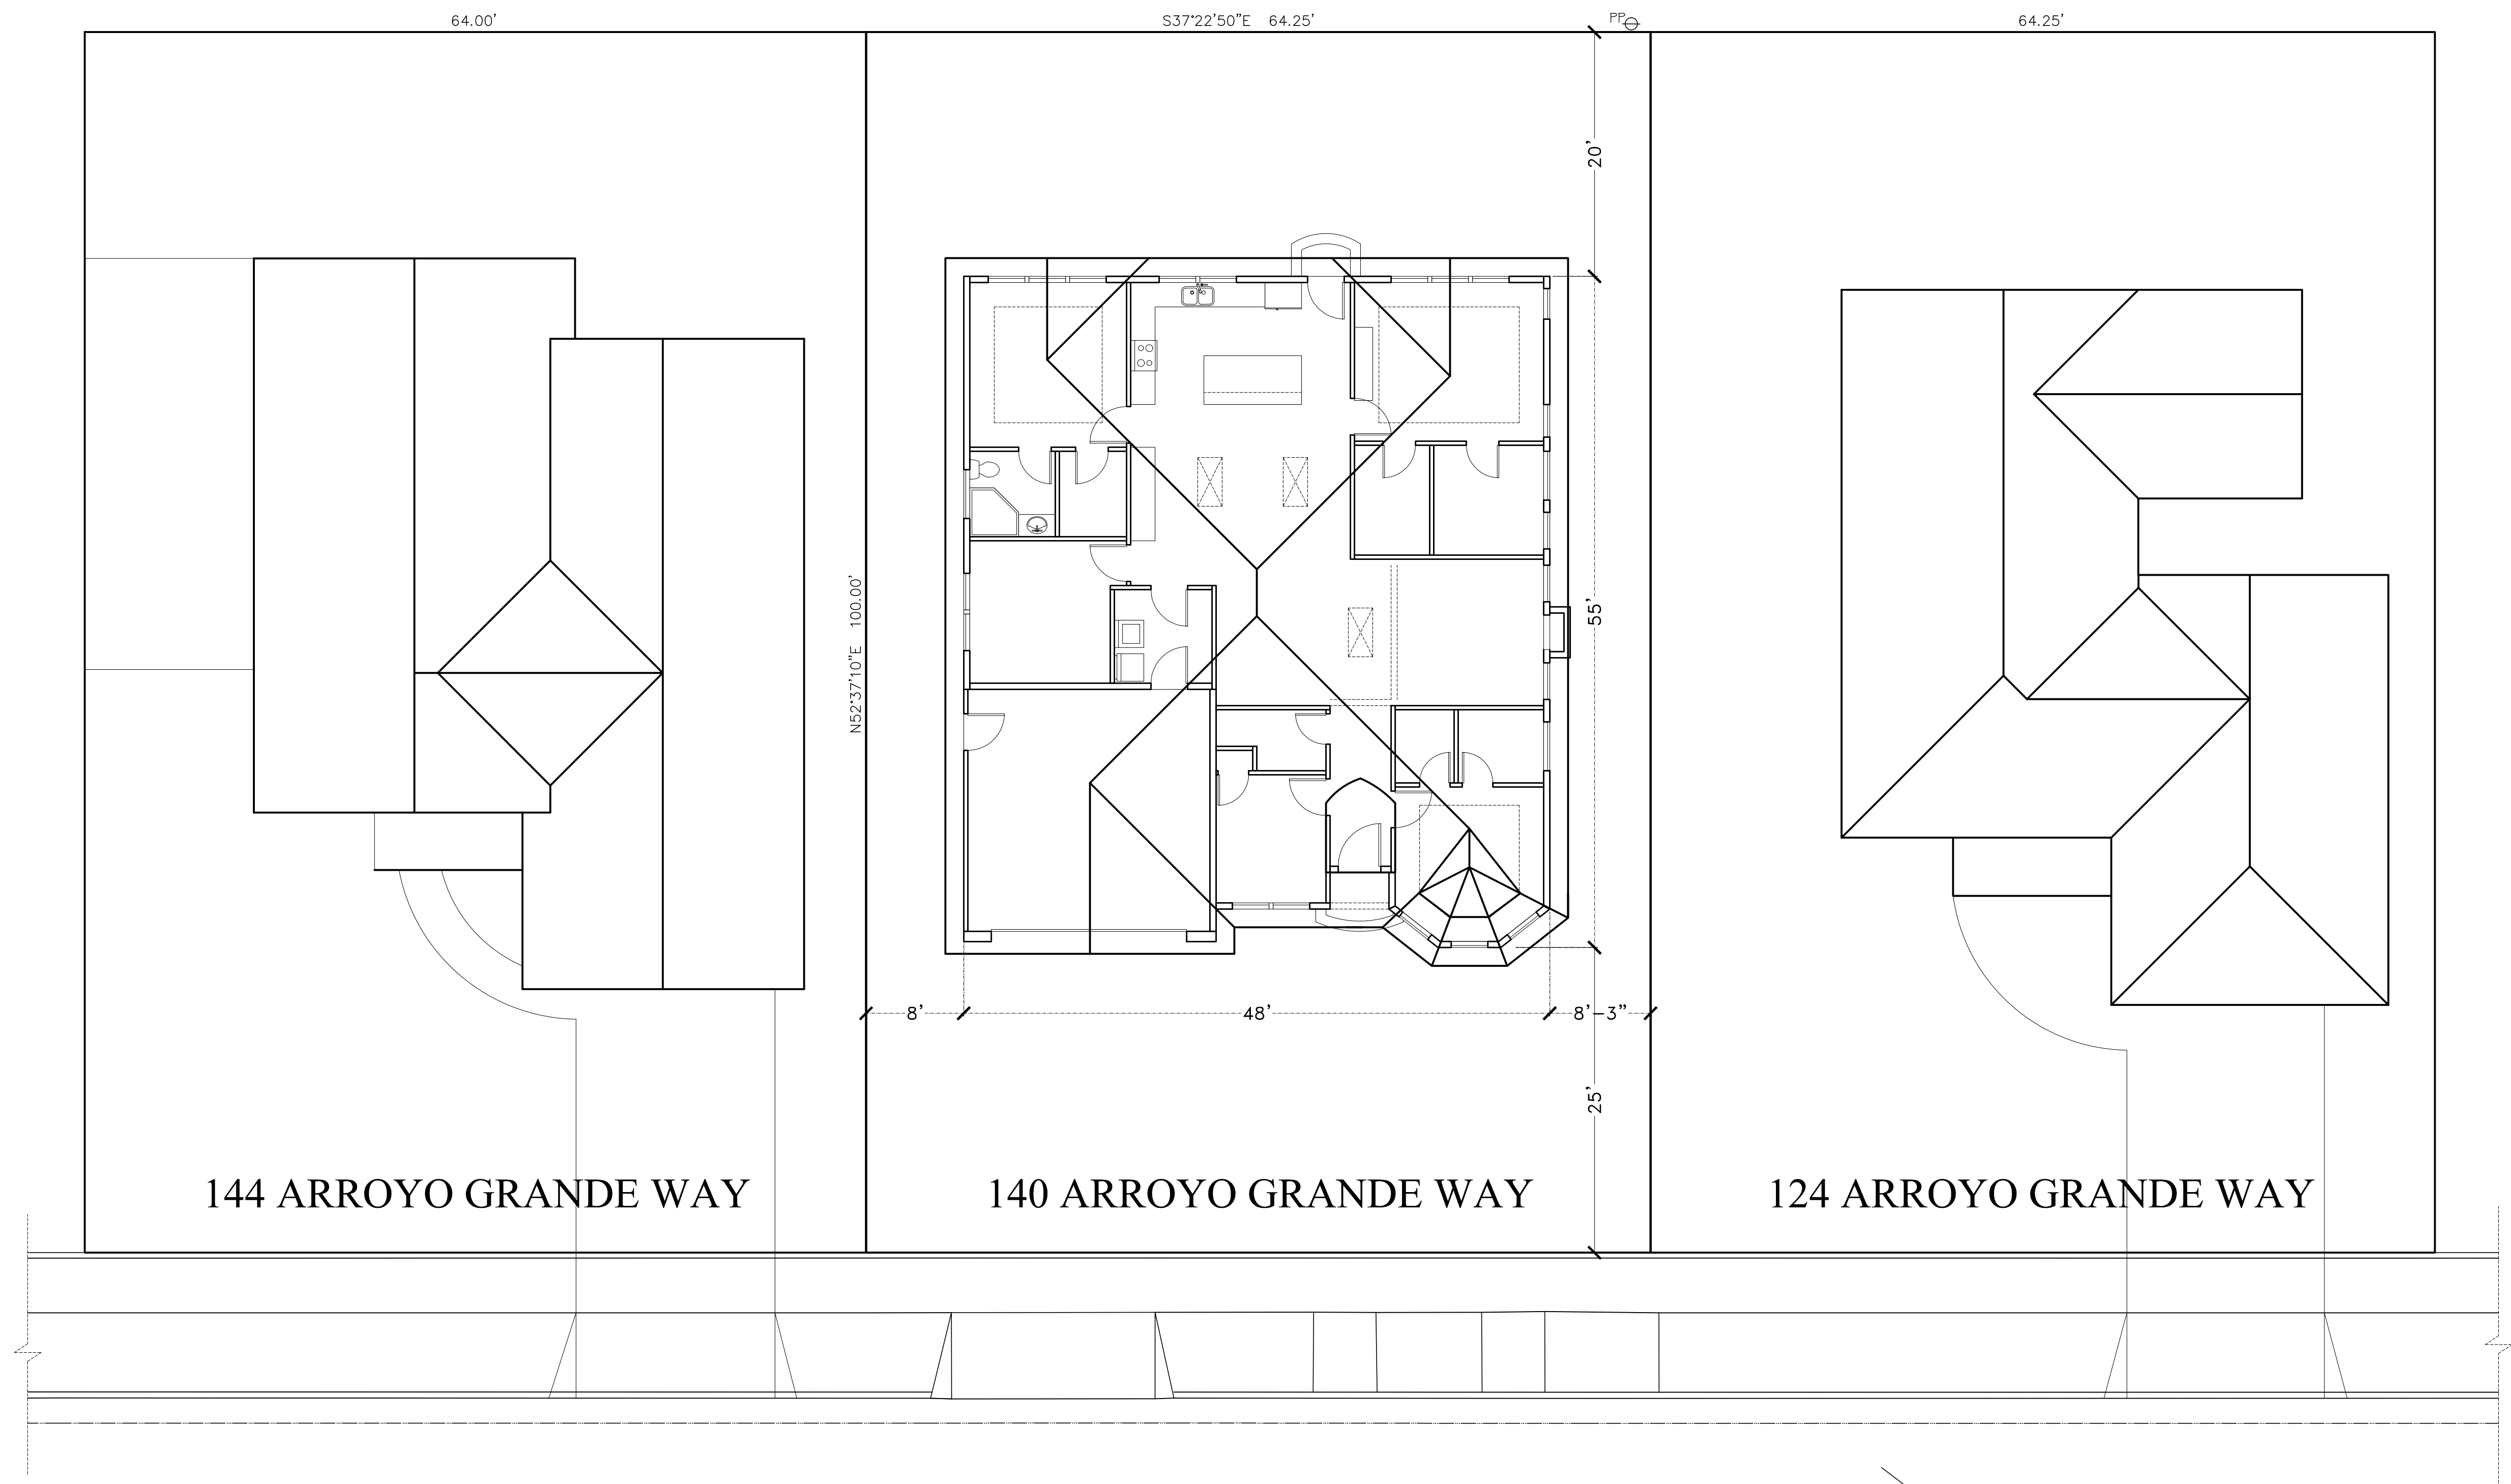 64.00'
S37°22'50"E 64.25'
PP
64.25'
20'
N52°37'10"E 100.00'
55'
8'
48'
8'-3"
25'
144 ARROYO GRANDE WAY
140 ARROYO GRANDE WAY
124 ARROYO GRANDE WAY